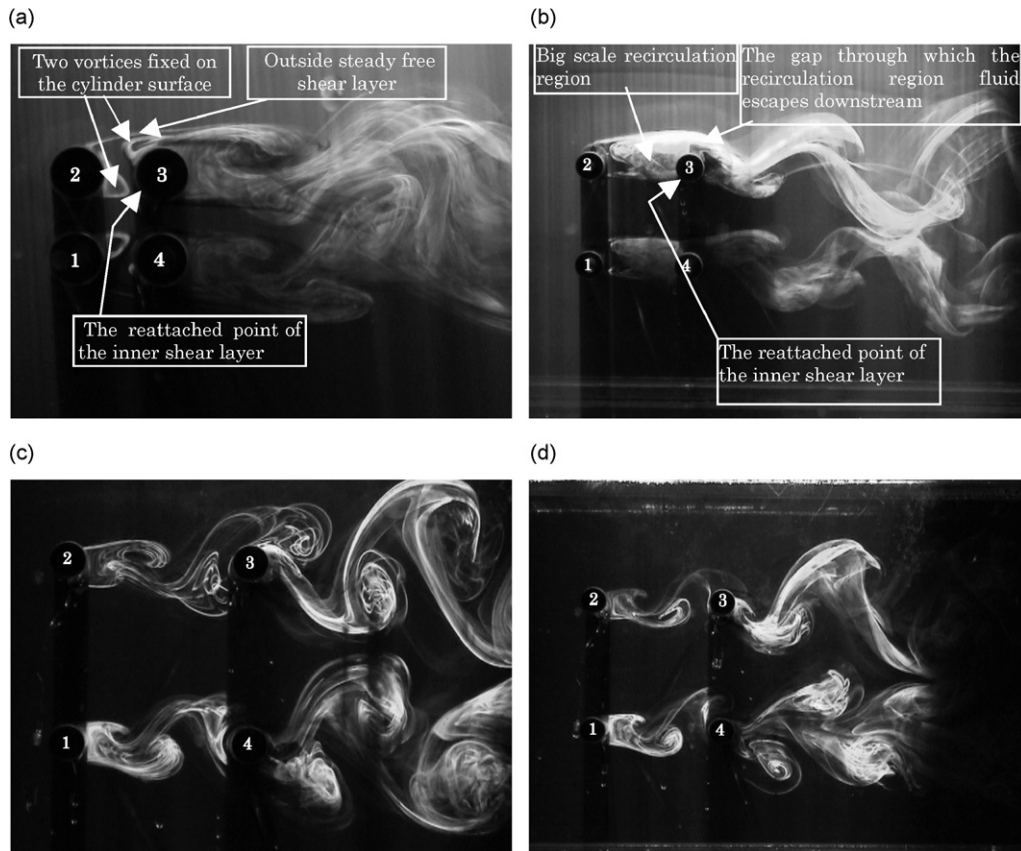 (a)
Two vortices fixed on
the cylinder surface
Outside steady free
shear layer
2
3
1
4
The reattached point of
the inner shear layer
(b)
Big scale recirculation
region
The gap through which the
recirculation region fluid
escapes downstream
2
3
1
4
The reattached point of
the inner shear layer
(c)
2
3
1
4
(d)
2
3
1
4